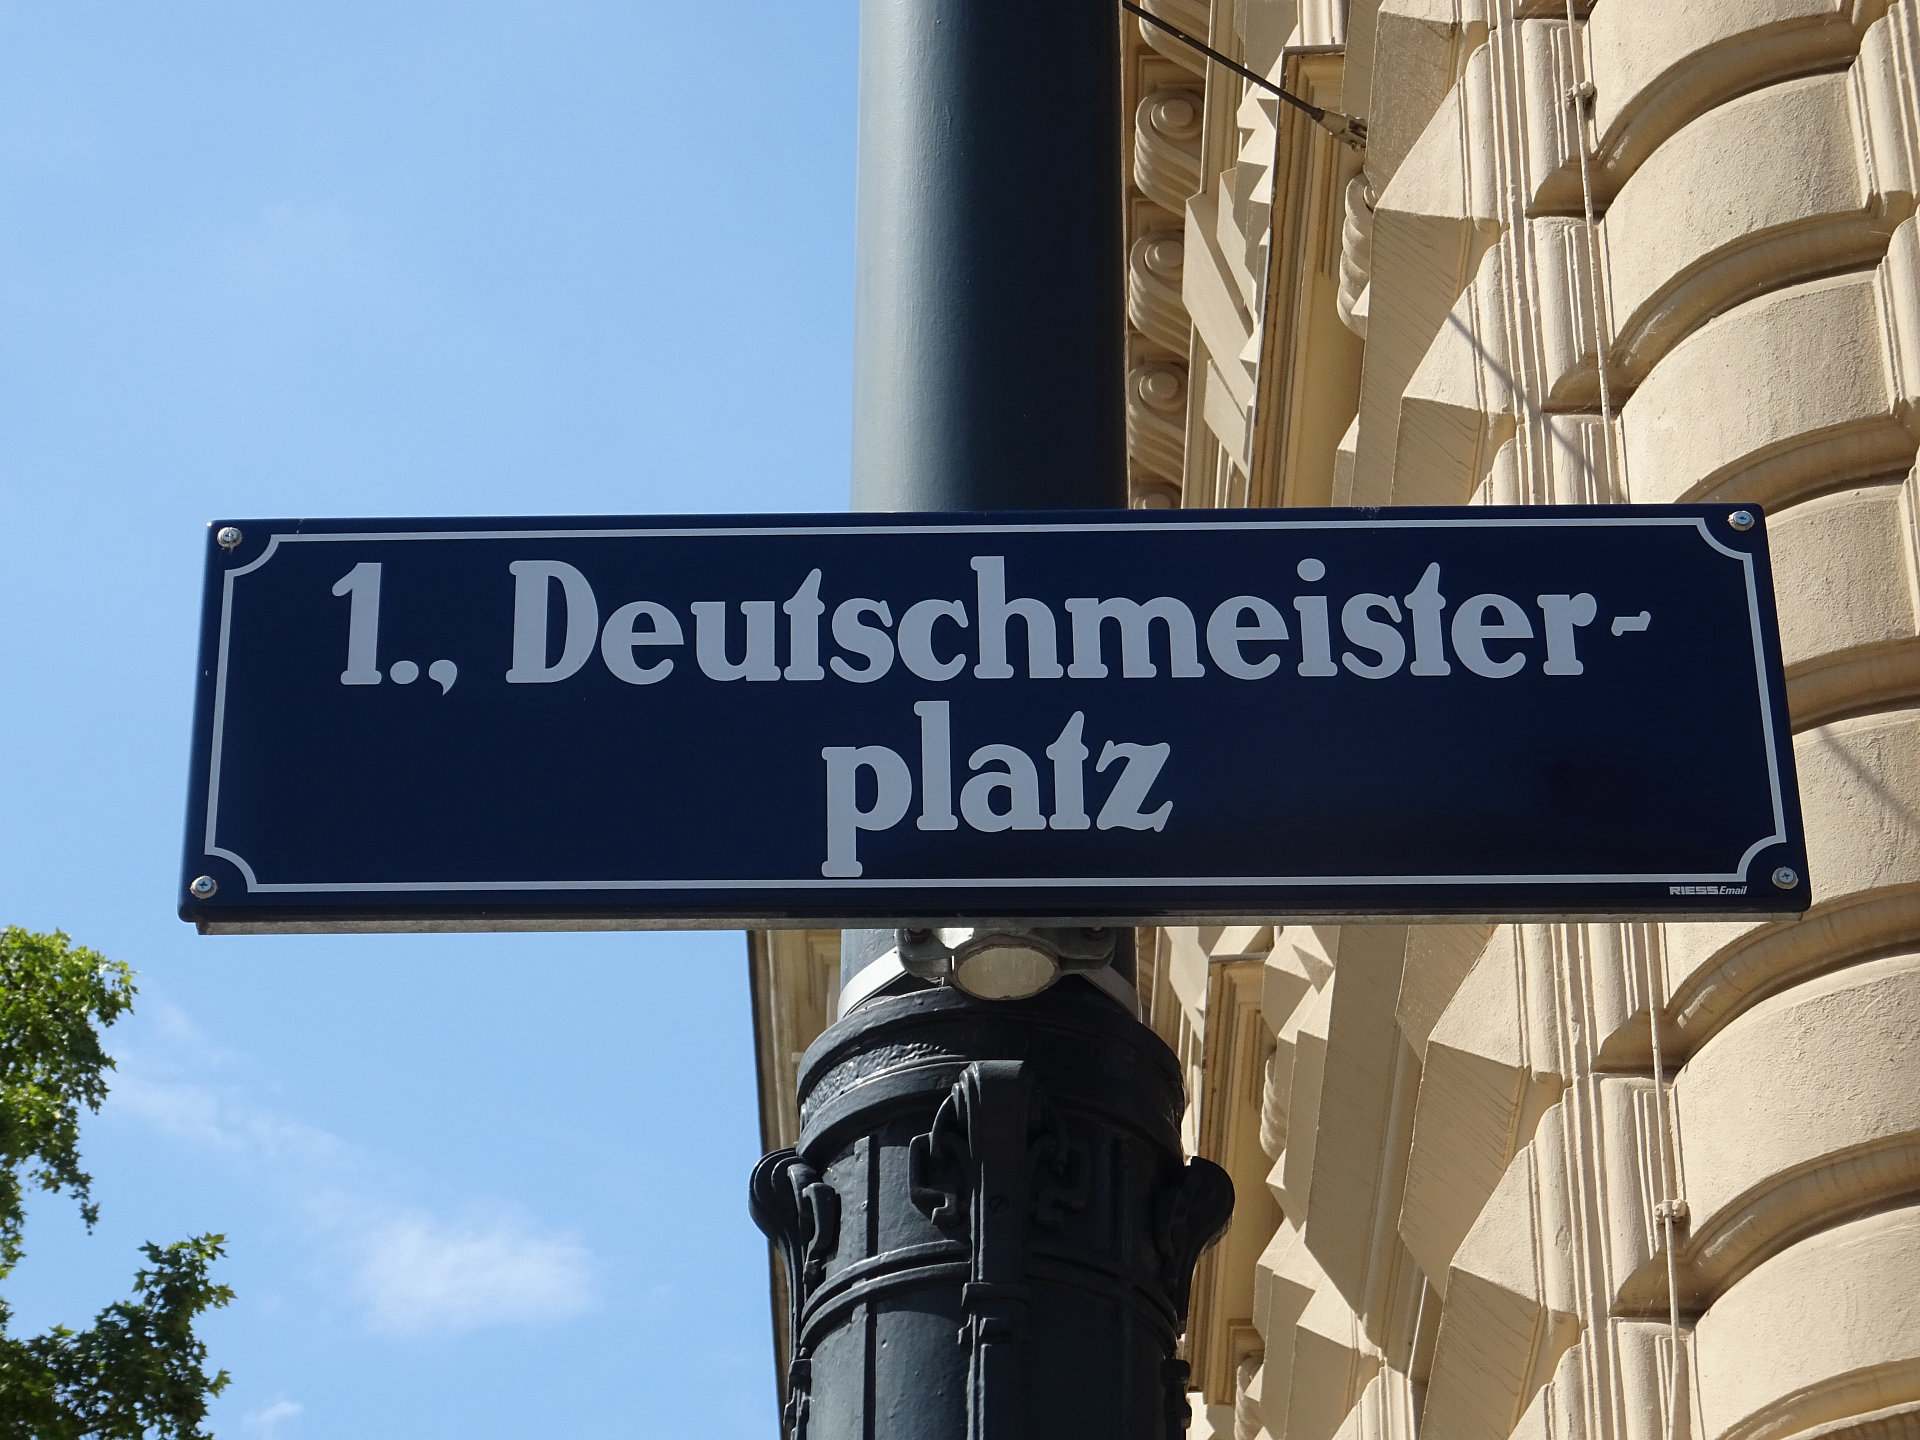 1., Deutschmeister-
platz
RIESS Email